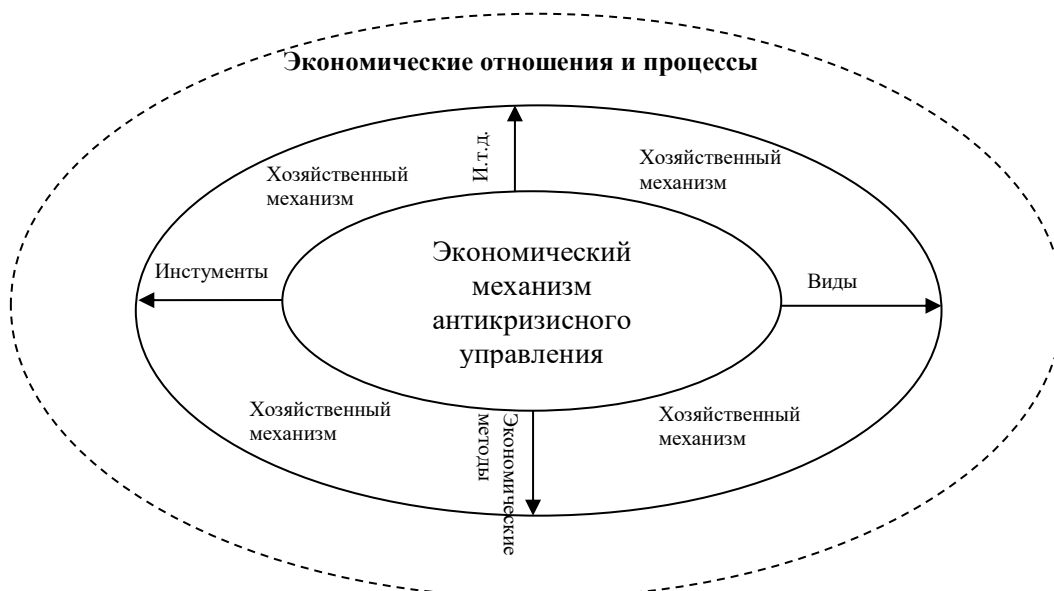 Экономические отношения и процессы
И.т.д.
Хозяйственный
механизм
Хозяйственный
механизм
Инстументы
Экономический
механизм
антикризисного
управления
Виды
Хозяйственный
механизм
Экономические
методы
Хозяйственный
механизм